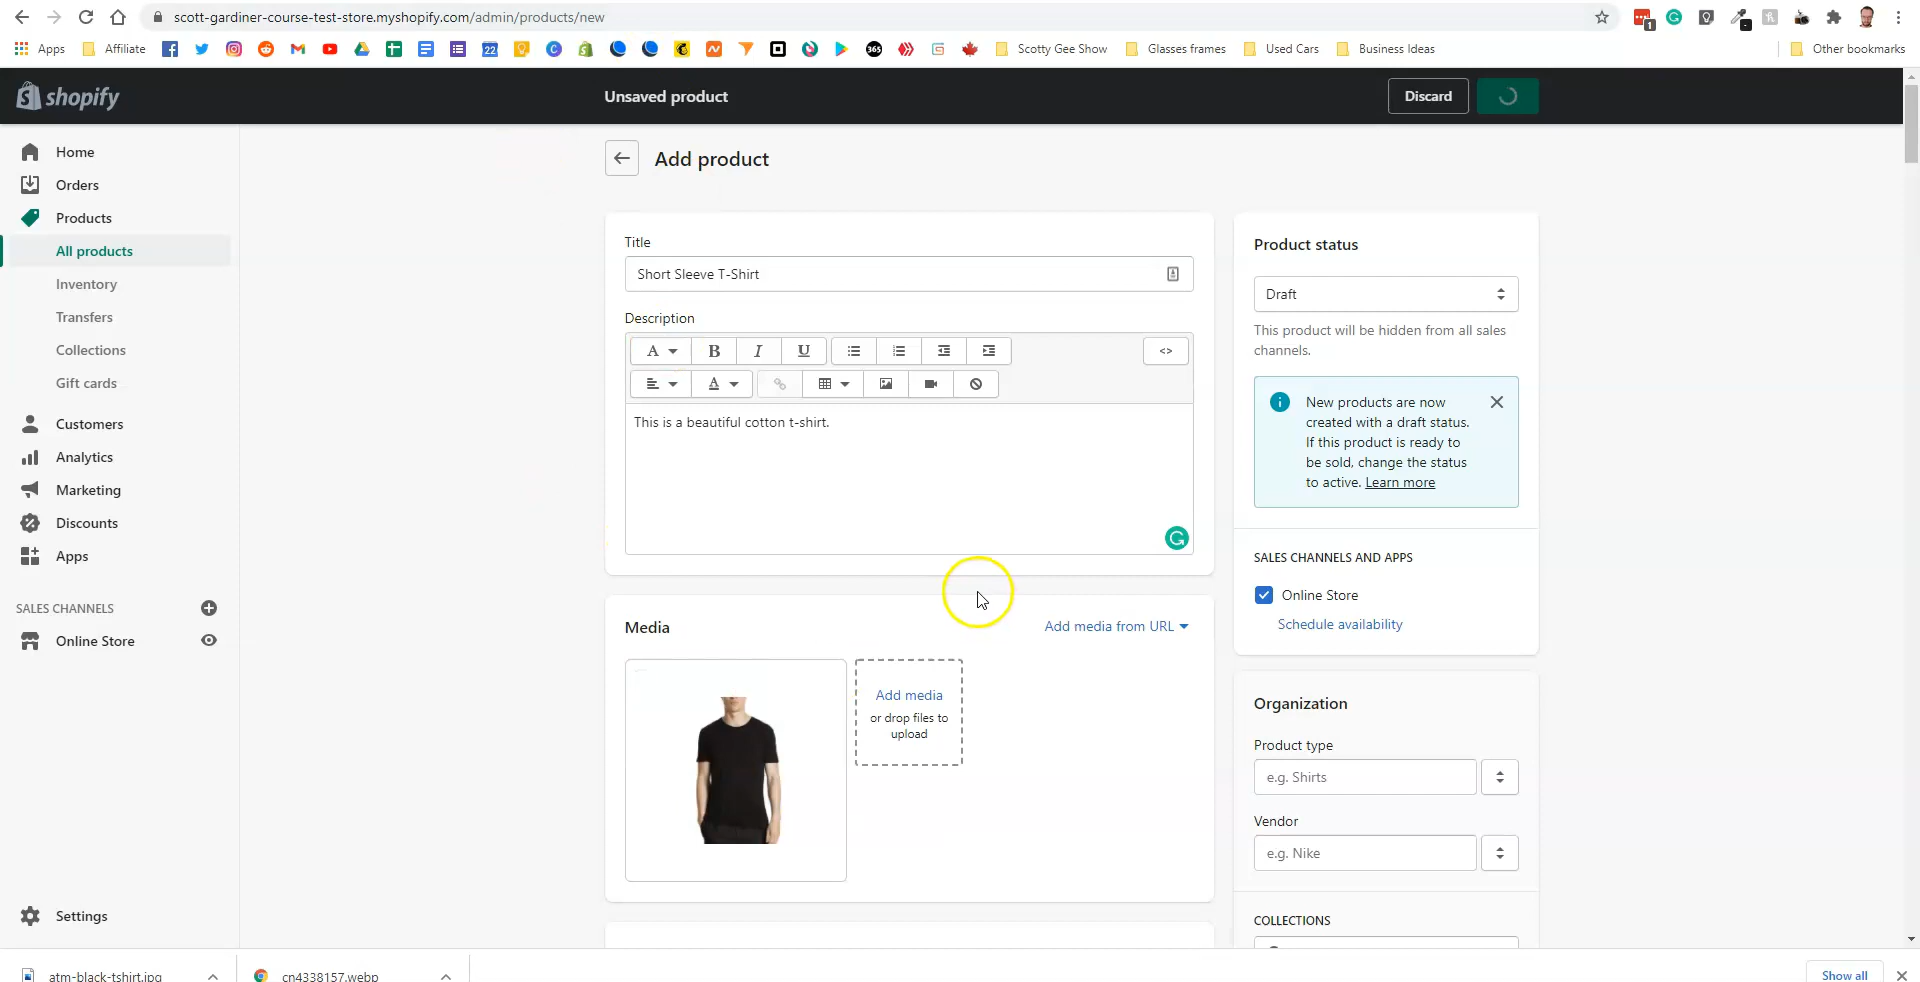 scott-gardiner-course-test-store.myshopify.com/admin/products/new
1
Apps
Affiliate
22
365
Scotty Gee Show
Glasses frames
Used Cars
Business Ideas
Other bookmarks
shopify
Unsaved product
Discard
Home
Orders
Products
All products
Inventory
Transfers
Collections
Gift cards
Customers
Analytics
Marketing
Discounts
Apps
SALES CHANNELS
Online Store
Settings
Add product
Title
Short Sleeve T-Shirt
Description
A B I U
<>
A
This is a beautiful cotton t-shirt.
Media
Add media from URL
Add media
or drop files to
upload
Product status
Draft
This product will be hidden from all sales
channels.
New products are now
created with a draft status.
If this product is ready to
be sold, change the status
to active. Learn more
SALES CHANNELS AND APPS
Online Store
Schedule availability
Organization
Product type
e.g. Shirts
Vendor
e.g. Nike
COLLECTIONS
atm-black-tshirt.jpg
cn4338157.webp
Show all